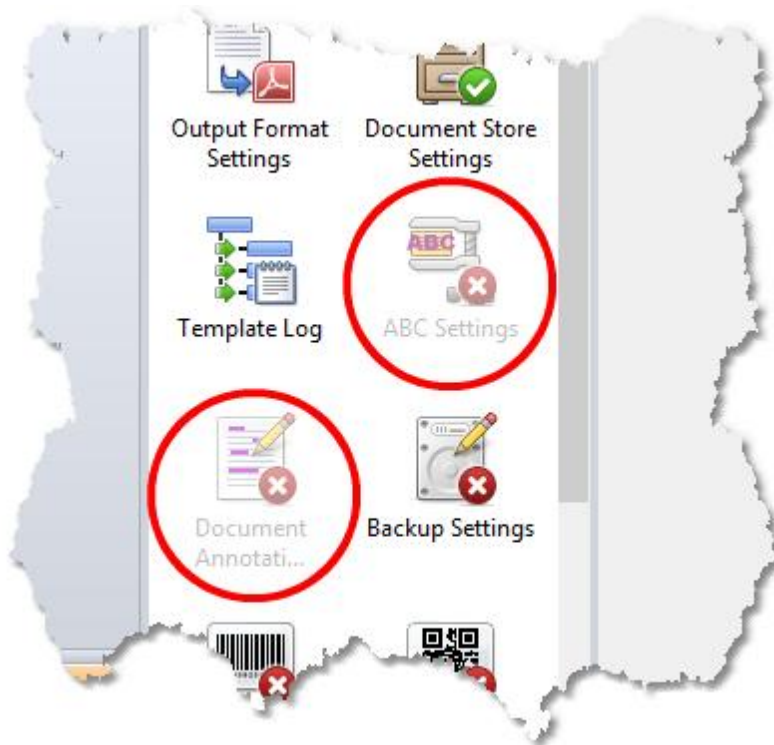 Output Format
Settings
Document Store
Settings
Template Log
ABC
ABC Settings
Document
Annotati...
Backup Settings